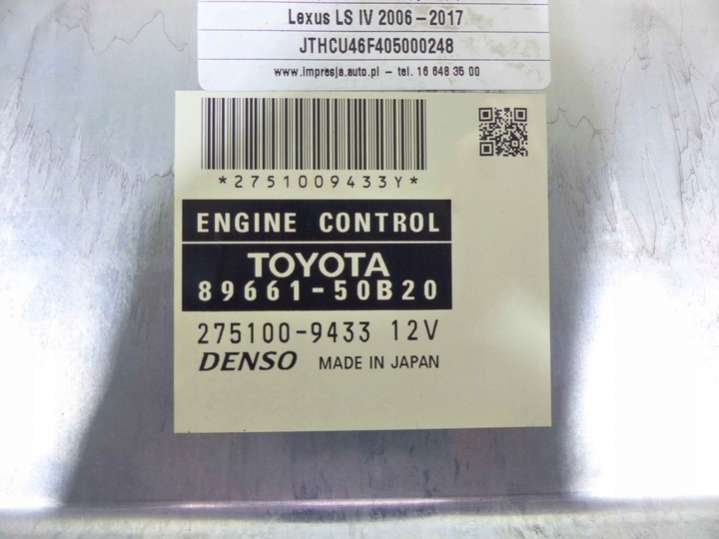 Lexus LS IV 2006-2017
JTHCU46F405000248
www.impresja.auto.pl - tel. 16 648 35 00
*2751009433Y*
ENGINE CONTROL
TOYOTA
89661-50B20
275100-9433 12V
DENSO MADE IN JAPAN